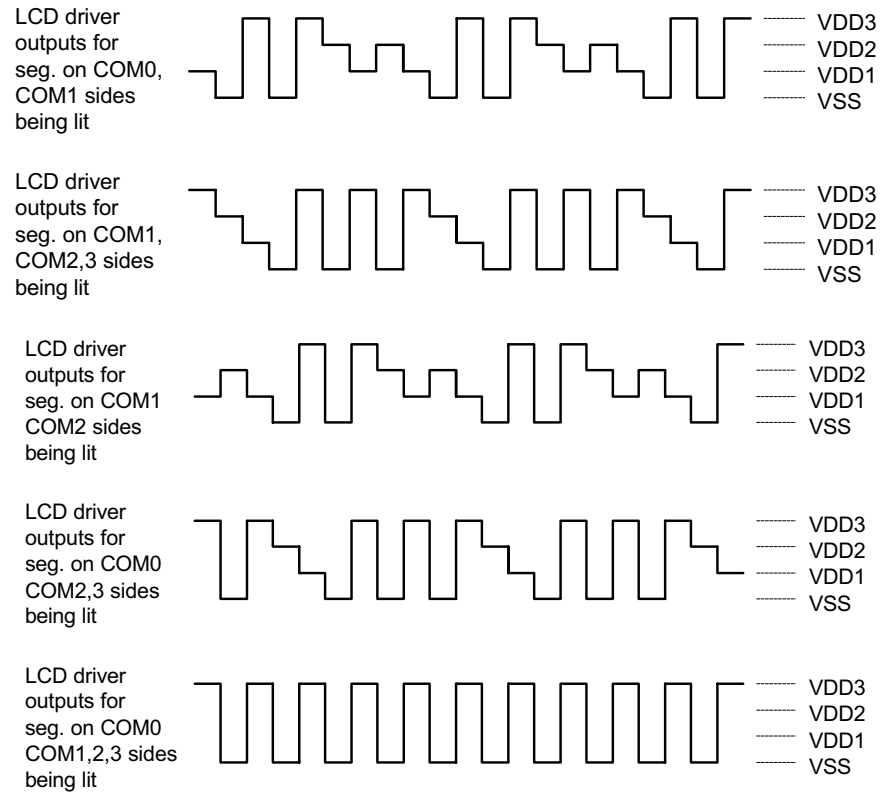 LCD driver
outputs for
seg. on COM0,
COM1 sides
being lit
VDD3
VDD2
VDD1
VSS
LCD driver
outputs for
seg. on COM1,
COM2,3 sides
being lit
VDD3
VDD2
VDD1
VSS
LCD driver
outputs for
seg. on COM1
COM2 sides
being lit
VDD3
VDD2
VDD1
VSS
LCD driver
outputs for
seg. on COM0
COM2,3 sides
being lit
VDD3
VDD2
VDD1
VSS
LCD driver
outputs for
seg. on COM0
COM1,2,3 sides
being lit
VDD3
VDD2
VDD1
VSS